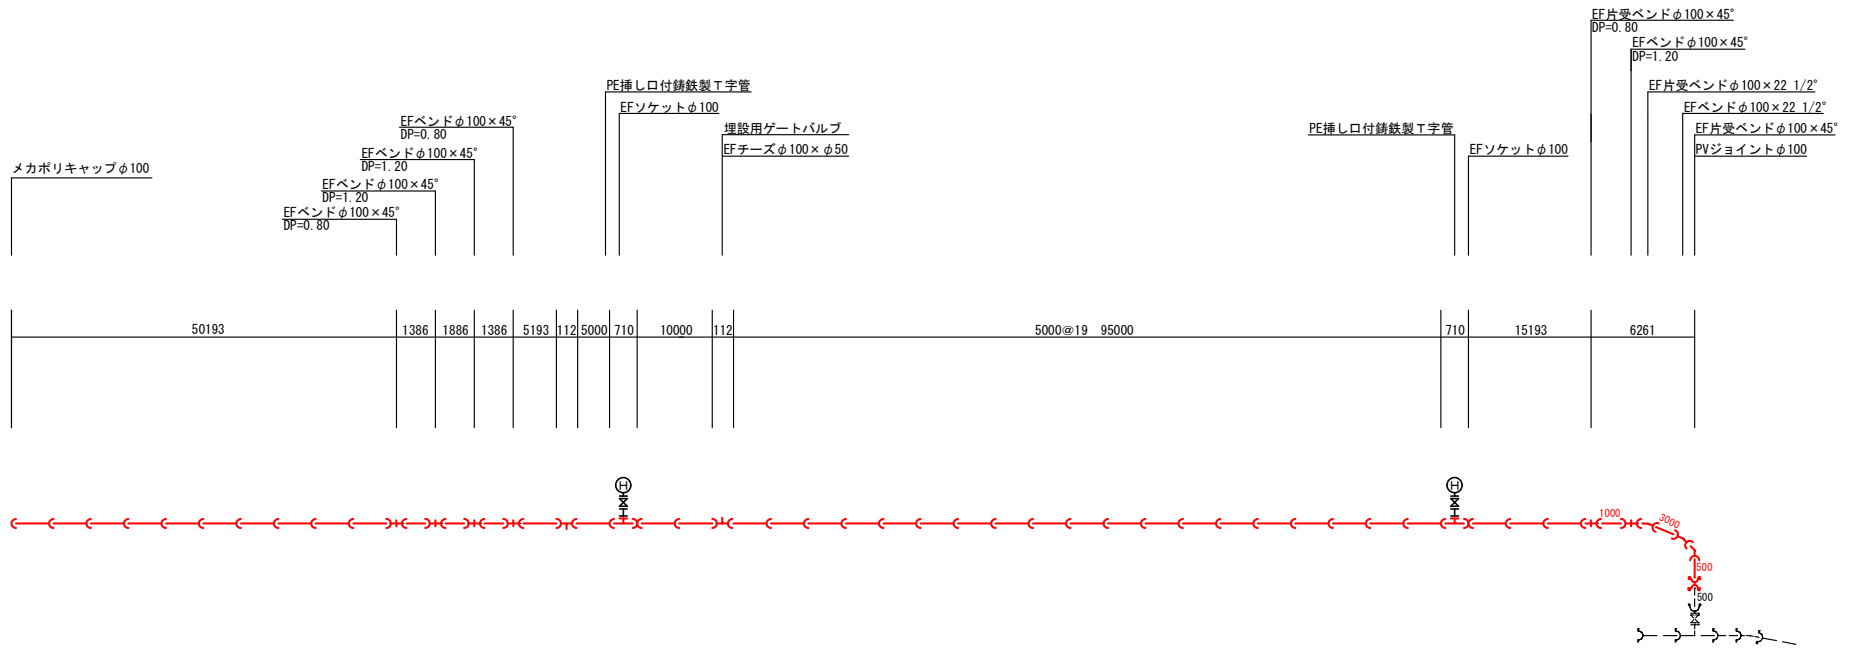 EF片受ベンドφ100×45°
DP=0.80
EFベンドφ100×45°
DP=1.20
PE挿し口付鋳鉄製T字管
EF片受ベンドφ100×22 1/2°
EFソケットφ100
EFベンドφ100×22 1/2°
EFベンドφ100×45°
DP=0.80
埋設用ゲートバルブ
PE挿し口付鋳鉄製T字管
EF片受ベンドφ100×45°
EFベンドφ100×45°
DP=1.20
EFチーズφ100×φ50
EFソケットφ100
PVジョイントφ100
メカポリキャップφ100
EFベンドφ100×45°
DP=1.20
EFベンドφ100×45°
DP=0.80
50193 1386 1886 1386 5193 112 5000 710 10000 112 5000@19 95000 710 15193 6261
H H
1000
3000
500
500